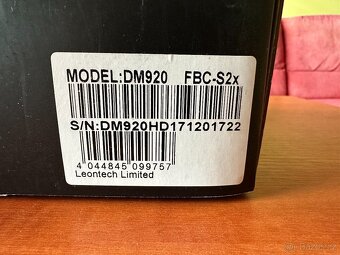 MODEL:DM920 FBC-S2x
S/N:DM920HD171201722
4 044845 099757
Leontech Limited